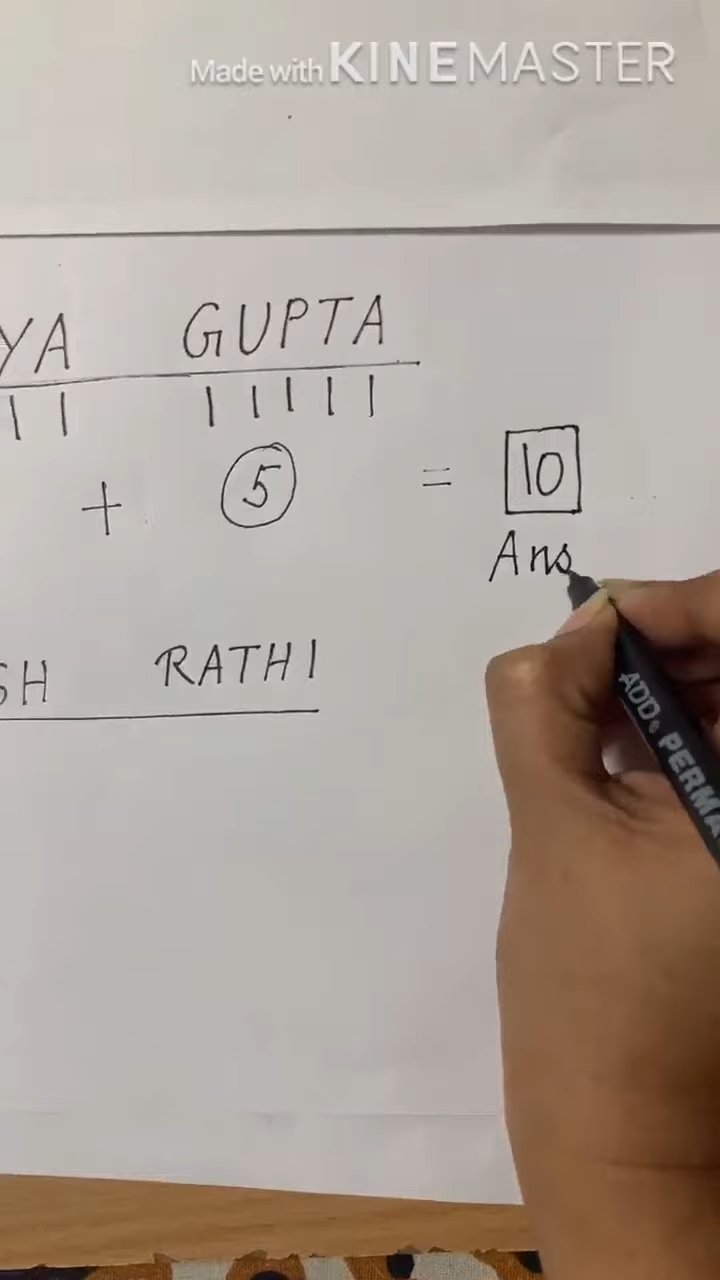 Made with KINEMASTER
YA GUPTA
+ 5 = 10
Ans
SH RATHI
ADD. PERMA